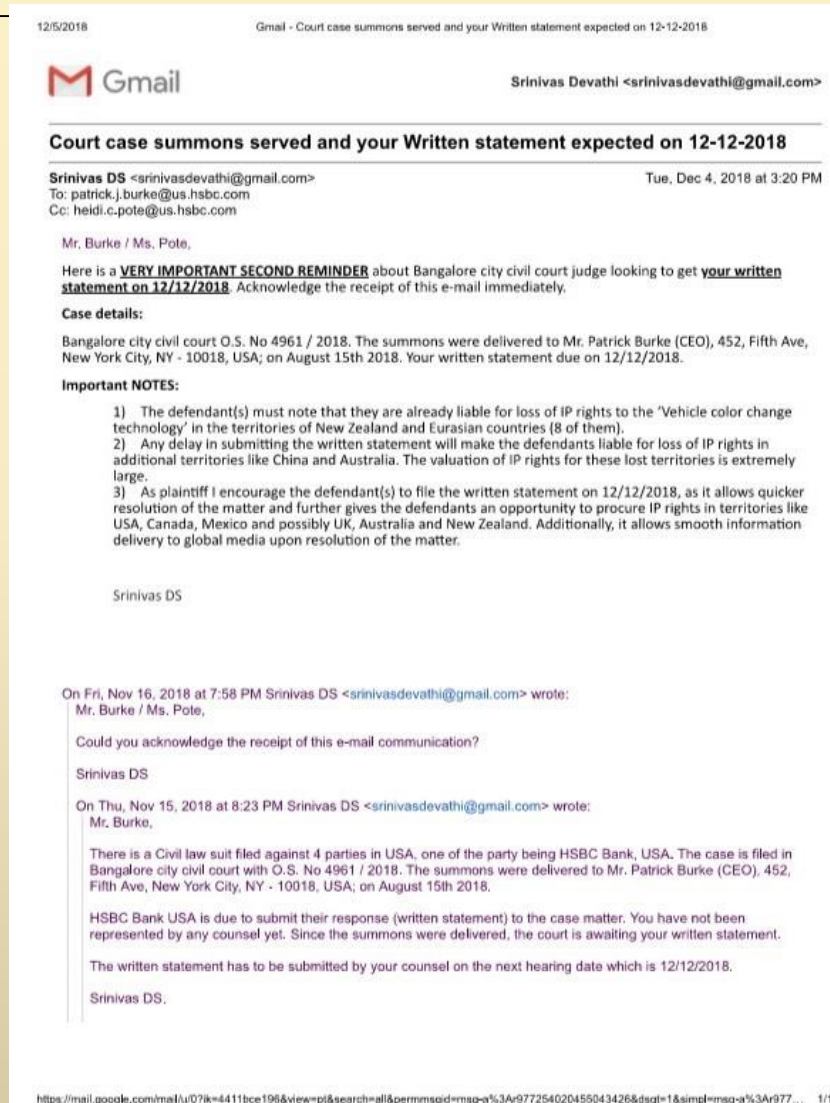 12/5/2018 Gmail - Court case summons served and your Written statement expected on 12-12-2018
Gmail Srinivas Devathi <srinivasdevathi@gmail.com>
Court case summons served and your Written statement expected on 12-12-2018
Srinivas DS <srinivasdevathi@gmail.com> Tue, Dec 4, 2018 at 3:20 PM
To: patrick.j.burke@us.hsbc.com
Cc: heidi.c.pote@us.hsbc.com
Mr. Burke / Ms. Pote,
Here is a VERY IMPORTANT SECOND REMINDER about Bangalore city civil court judge looking to get your written
statement on 12/12/2018. Acknowledge the receipt of this e-mail immediately.
Case details:
Bangalore city civil court O.S. No 4961 / 2018. The summons were delivered to Mr. Patrick Burke (CEO), 452, Fifth Ave,
New York City, NY - 10018, USA; on August 15th 2018. Your written statement due on 12/12/2018.
Important NOTES:
1) The defendant(s) must note that they are already liable for loss of IP rights to the 'Vehicle color change
technology' in the territories of New Zealand and Eurasian countries (8 of them).
2) Any delay in submitting the written statement will make the defendants liable for loss of IP rights in
additional territories like China and Australia. The valuation of IP rights for these lost territories is extremely
large.
3) As plaintiff I encourage the defendant(s) to file the written statement on 12/12/2018, as it allows quicker
resolution of the matter and further gives the defendants an opportunity to procure IP rights in territories like
USA, Canada, Mexico and possibly UK, Australia and New Zealand. Additionally, it allows smooth information
delivery to global media upon resolution of the matter.
Srinivas DS
On Fri, Nov 16, 2018 at 7:58 PM Srinivas DS <srinivasdevathi@gmail.com> wrote:
Mr. Burke / Ms. Pote,
Could you acknowledge the receipt of this e-mail communication?
Srinivas DS
On Thu, Nov 15, 2018 at 8:23 PM Srinivas DS <srinivasdevathi@gmail.com> wrote:
Mr. Burke,
There is a Civil law suit filed against 4 parties in USA, one of the party being HSBC Bank, USA. The case is filed in
Bangalore city civil court with O.S. No 4961 / 2018. The summons were delivered to Mr. Patrick Burke (CEO), 452,
Fifth Ave, New York City, NY - 10018, USA; on August 15th 2018.
HSBC Bank USA is due to submit their response (written statement) to the case matter. You have not been
represented by any counsel yet. Since the summons were delivered, the court is awaiting your written statement.
The written statement has to be submitted by your counsel on the next hearing date which is 12/12/2018.
Srinivas DS.
https://mail.google.com/mail/u/0?ik=4411bce196&view=pt&search=all&permmsgid=msg-a%3Ar977254020455043426&dsqt=1&simpl=msg-a%3Ar977... 1/1